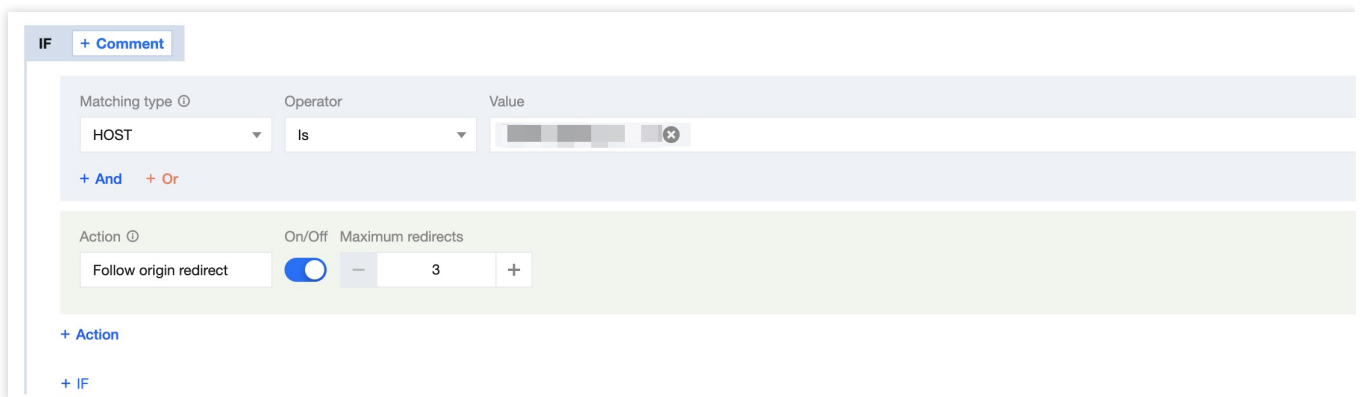 IF + Comment
Matching type Operator Value
HOST Is
+ And + Or
Action On/Off Maximum redirects
Follow origin redirect − 3 +
+ Action
+ IF